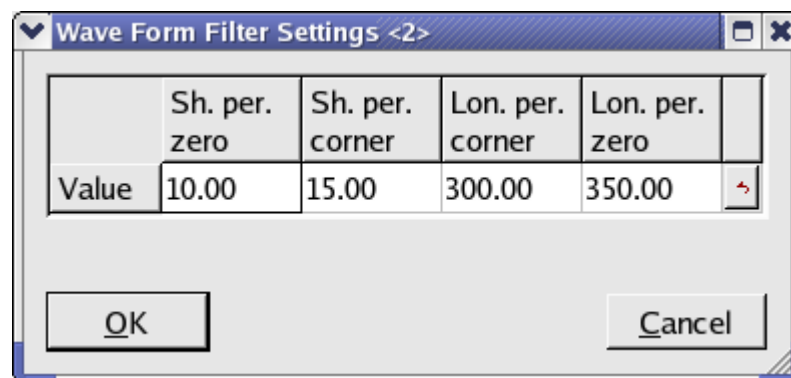 Wave Form Filter Settings <2>
Sh. per. zero Sh. per. corner Lon. per. corner Lon. per. zero
Value 10.00 15.00 300.00 350.00
OK Cancel